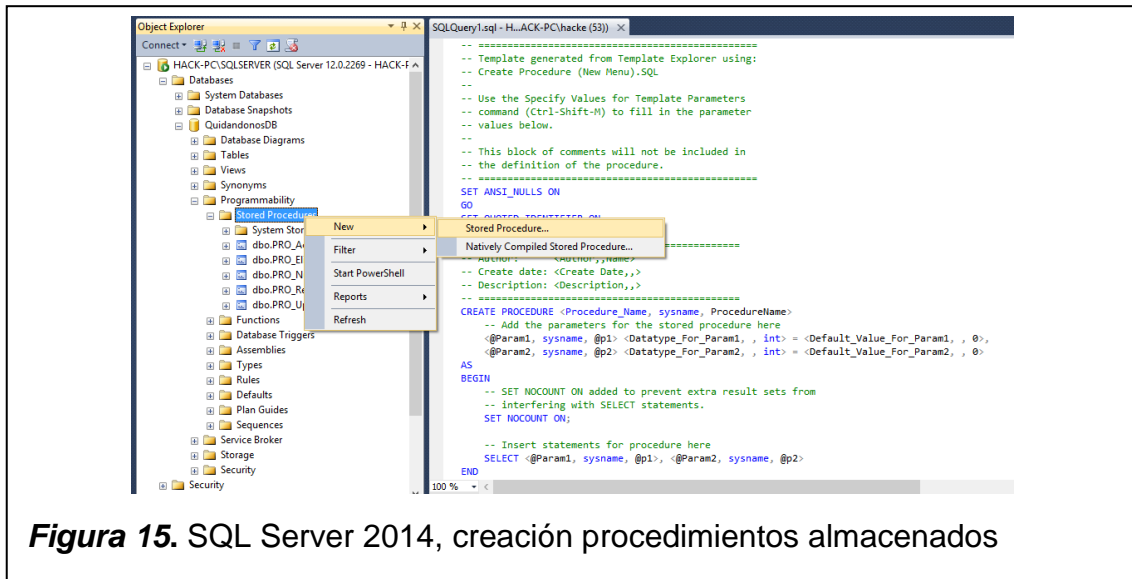 Object Explorer
Connect
HACK-PC\SQLSERVER (SQL Server 12.0.2269 - HACK-
Databases
System Databases
Database Snapshots
QuidandonosDB
Database Diagrams
Tables
Views
Synonyms
Programmability
Stored Procedures
System Stor
dbo.PRO_A
dbo.PRO_El
dbo.PRO_N
dbo.PRO_Re
dbo.PRO_U
Functions
Database Triggers
Assemblies
Types
Rules
Defaults
Plan Guides
Sequences
Service Broker
Storage
Security
Security
New
Filter
Start PowerShell
Reports
Refresh
Stored Procedure...
Natively Compiled Stored Procedure...
SQLQuery1.sql - H...ACK-PC\hacke (53))
-- ================================================
-- Template generated from Template Explorer using:
-- Create Procedure (New Menu).SQL
--
-- Use the Specify Values for Template Parameters
-- command (Ctrl-Shift-M) to fill in the parameter
-- values below.
--
-- This block of comments will not be included in
-- the definition of the procedure.
-- ================================================
SET ANSI_NULLS ON
GO
SET QUOTED_IDENTIFIER ON
=============
-- Author: <Author,,Name>
-- Create date: <Create Date,,>
-- Description: <Description,,>
-- =============================================
CREATE PROCEDURE <Procedure_Name, sysname, ProcedureName>
-- Add the parameters for the stored procedure here
<@Param1, sysname, @p1> <Datatype_For_Param1, , int> = <Default_Value_For_Param1, , 0>,
<@Param2, sysname, @p2> <Datatype_For_Param2, , int> = <Default_Value_For_Param2, , 0>
AS
BEGIN
-- SET NOCOUNT ON added to prevent extra result sets from
-- interfering with SELECT statements.
SET NOCOUNT ON;
-- Insert statements for procedure here
SELECT <@Param1, sysname, @p1>, <@Param2, sysname, @p2>
END
100 %
Figura 15. SQL Server 2014, creación procedimientos almacenados